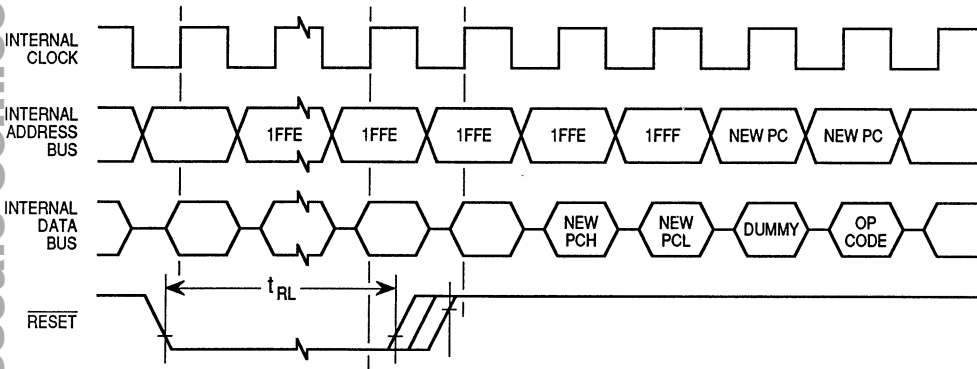 INTERNAL
CLOCK
INTERNAL
ADDRESS
BUS
1FFE
1FFE
1FFE
1FFE
1FFF
NEW PC
NEW PC
INTERNAL
DATA
BUS
NEW
PCH
NEW
PCL
DUMMY
OP
CODE
tRL
RESET